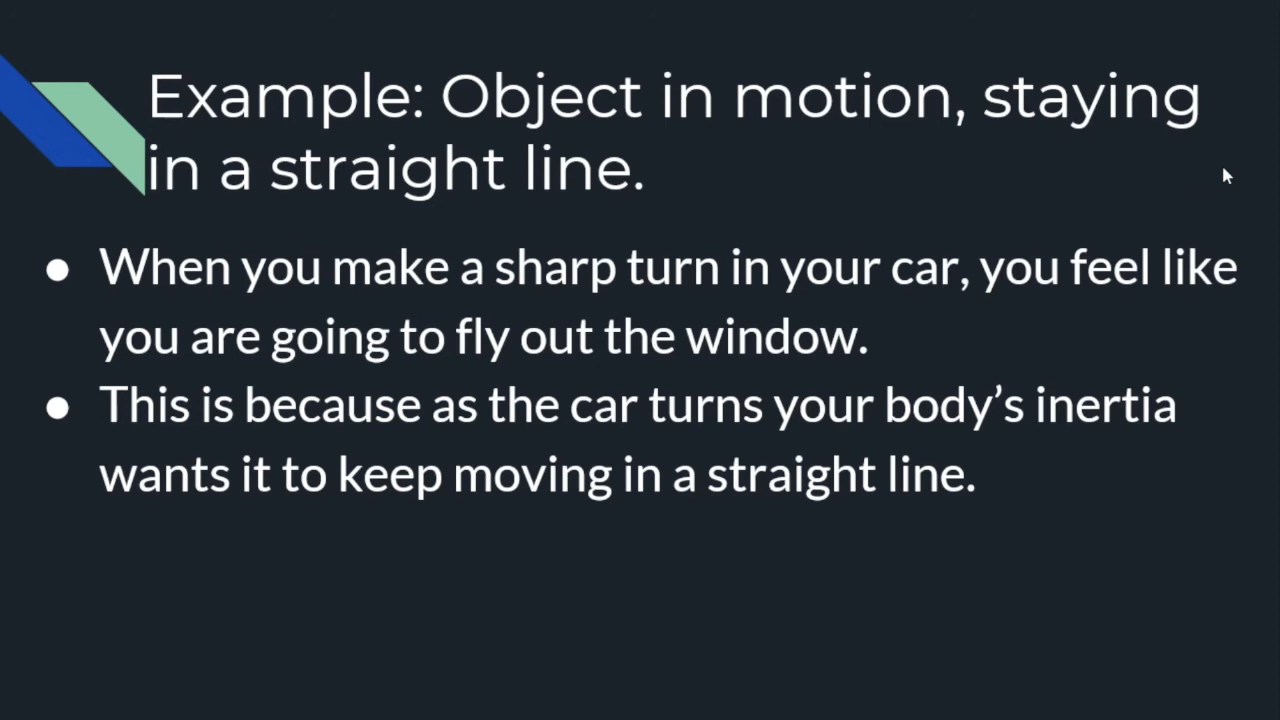 Example: Object in motion, staying
in a straight line.
● When you make a sharp turn in your car, you feel like
you are going to fly out the window.
● This is because as the car turns your body’s inertia
wants it to keep moving in a straight line.